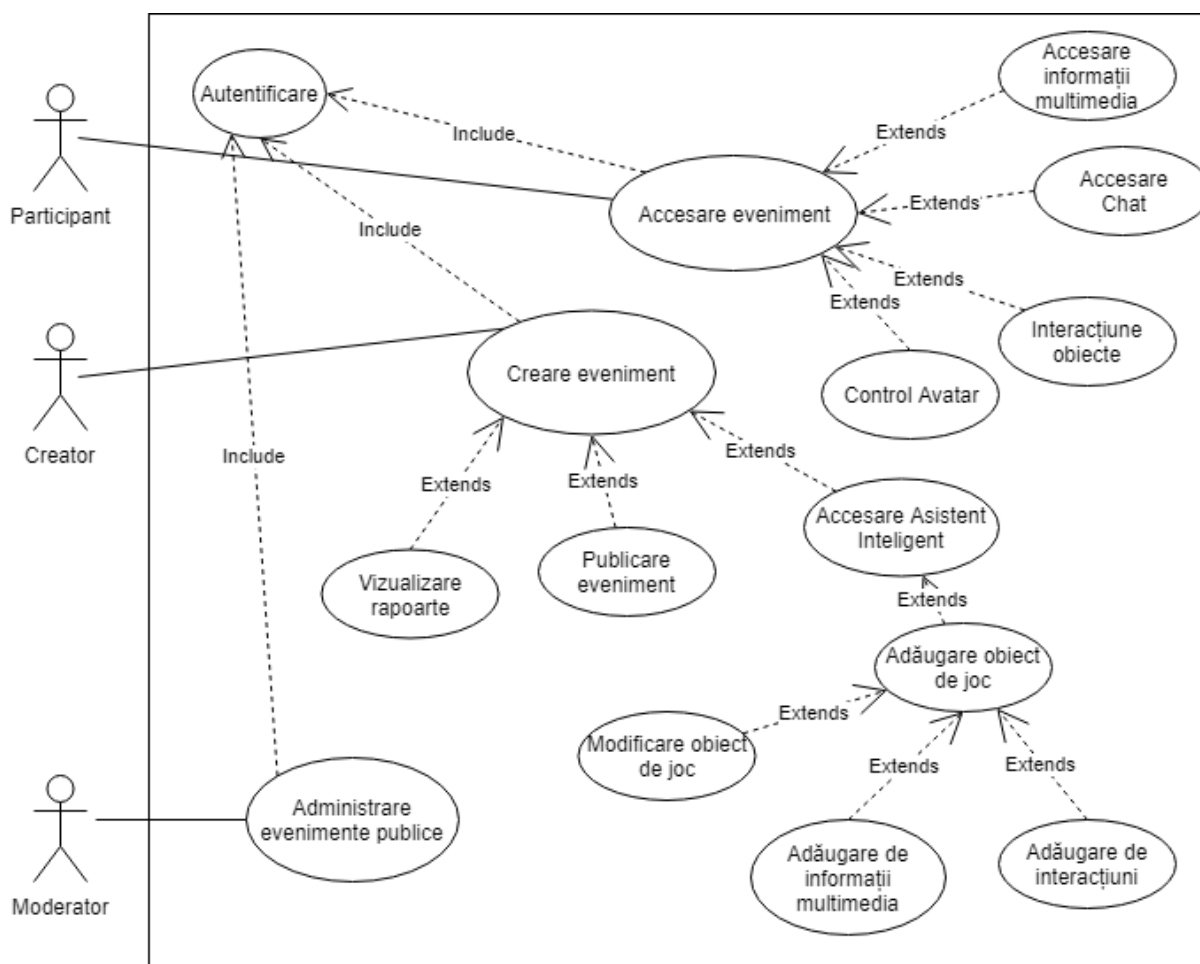 Accesare
informații
multimedia
Autentificare
Include
Extends
Accesare
Chat
Extends
Participant
Accesare eveniment
Include
Extends
Extends
Interacțiune
obiecte
Creare eveniment
Control Avatar
Creator
Include
Extends
Extends
Extends
Accesare Asistent
Inteligent
Publicare
eveniment
Vizualizare
rapoarte
Extends
Adăugare obiect
de joc
Extends
Modificare obiect
de joc
Extends
Extends
Administrare
evenimente publice
Adăugare de
informații
multimedia
Adăugare de
interacțiuni
Moderator